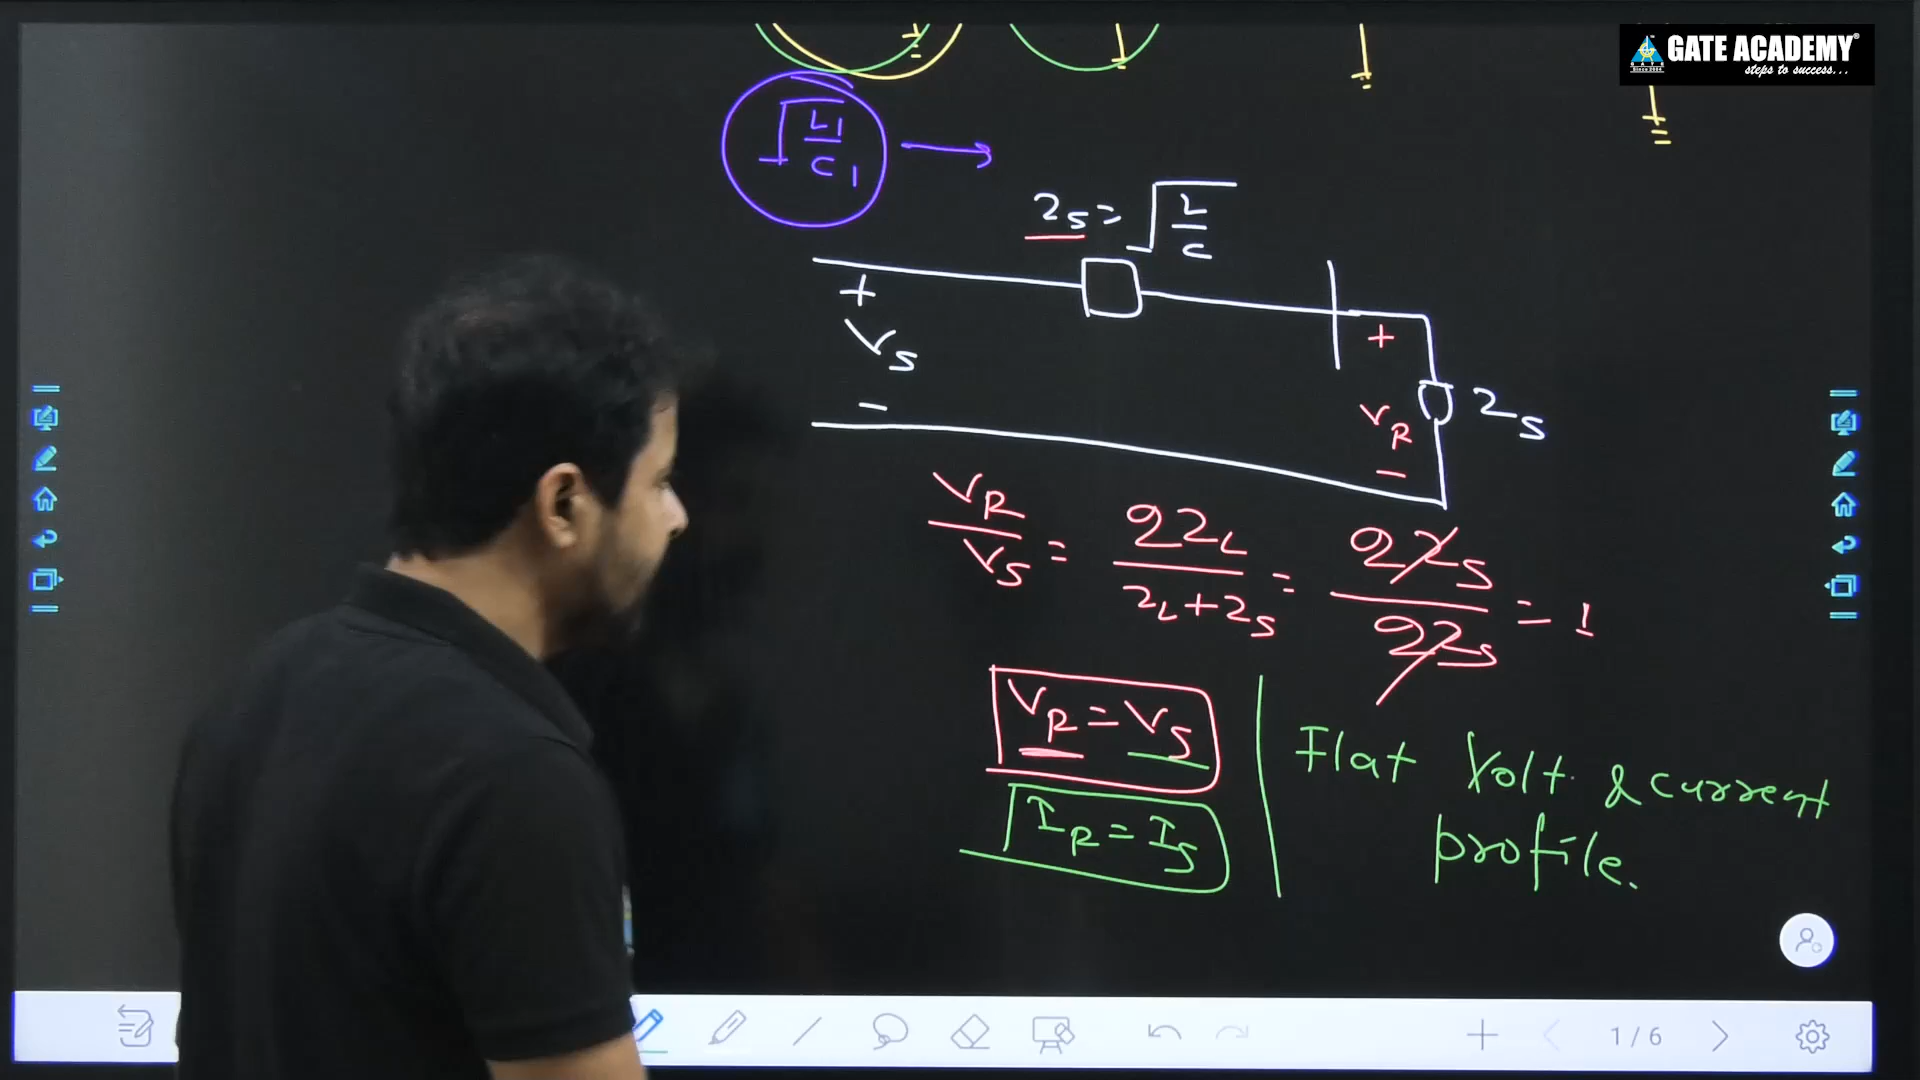 GATE ACADEMY®
steps to success...
√(L1/C1) →
Zs = √(L/C)
+
Vs
-
+
VR
-
Zs
VR/Vs = 2ZL/(ZL+Zs) = 2Zs/2Zs = 1
VR = Vs
IR = Is
Flat Volt. & current
profile.
1/6